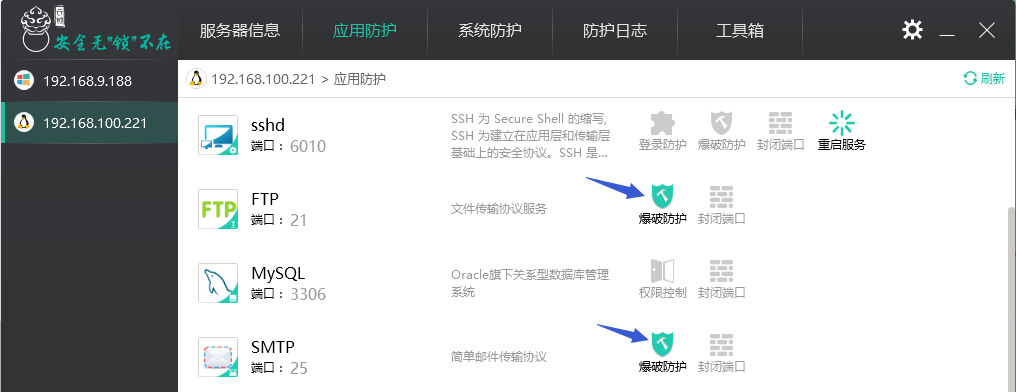 安全无"锁"不在
服务器信息
应用防护
系统防护
防护日志
工具箱
192.168.9.188
192.168.100.221
192.168.100.221 > 应用防护
刷新
sshd
端口: 6010
SSH 为 Secure Shell 的缩写,
SSH 为建立在应用层和传输层
基础上的安全协议。SSH 是...
登录防护
爆破防护
封闭端口
重启服务
FTP
FTP
端口: 21
文件传输协议服务
爆破防护
封闭端口
MySQL
端口: 3306
Oracle旗下关系型数据库管理
系统
权限控制
封闭端口
SMTP
端口: 25
简单邮件传输协议
爆破防护
封闭端口